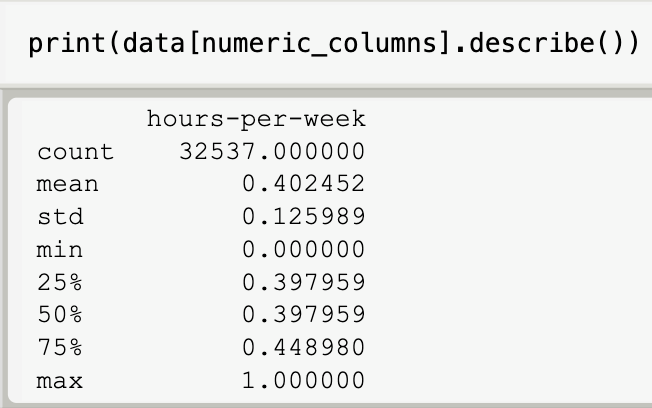 print(data[numeric_columns].describe())
hours-per-week
count 32537.000000
mean 0.402452
std 0.125989
min 0.000000
25% 0.397959
50% 0.397959
75% 0.448980
max 1.000000